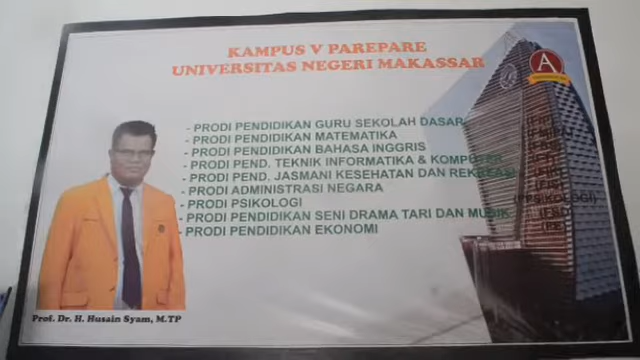 KAMPUS V PAREPARE
UNIVERSITAS NEGERI MAKASSAR
A
- PRODI PENDIDIKAN GURU SEKOLAH DASAR
- PRODI PENDIDIKAN MATEMATIKA
- PRODI PENDIDIKAN BAHASA INGGRIS
- PRODI PEND. TEKNIK INFORMATIKA & KOMPUTER
- PRODI PEND. JASMANI KESEHATAN DAN REKREASI
- PRODI ADMINISTRASI NEGARA
- PRODI PSIKOLOGI
- PRODI PENDIDIKAN SENI DRAMA TARI DAN MUSIK
- PRODI PENDIDIKAN EKONOMI
Prof. Dr. H. Husain Syam, M.TP